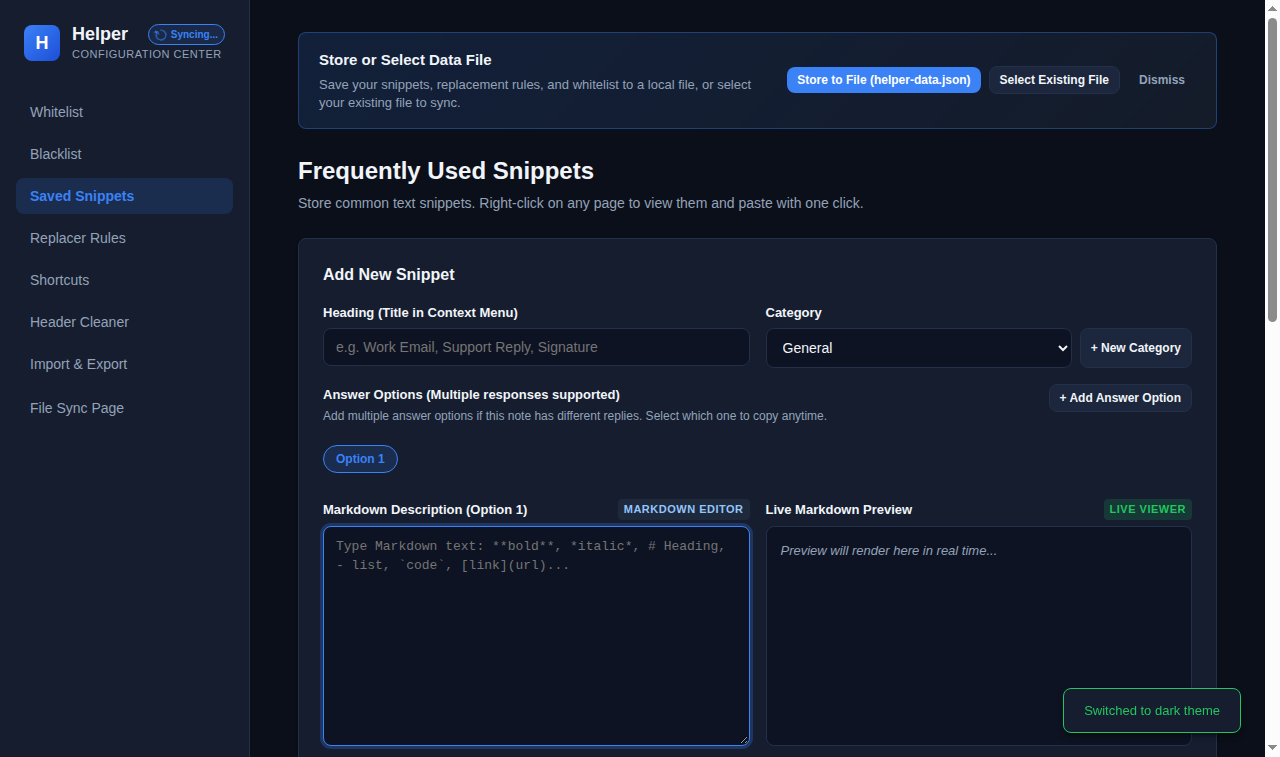 H
Helper
Syncing...
CONFIGURATION CENTER
Whitelist
Blacklist
Saved Snippets
Replacer Rules
Shortcuts
Header Cleaner
Import & Export
File Sync Page
Store or Select Data File
Save your snippets, replacement rules, and whitelist to a local file, or select
your existing file to sync.
Store to File (helper-data.json)
Select Existing File
Dismiss
Frequently Used Snippets
Store common text snippets. Right-click on any page to view them and paste with one click.
Add New Snippet
Heading (Title in Context Menu)
e.g. Work Email, Support Reply, Signature
Category
General
+ New Category
Answer Options (Multiple responses supported)
Add multiple answer options if this note has different replies. Select which one to copy anytime.
+ Add Answer Option
Option 1
Markdown Description (Option 1)
MARKDOWN EDITOR
Type Markdown text: **bold**, *italic*, # Heading,
- list, `code`, [link](url)...
Live Markdown Preview
LIVE VIEWER
Preview will render here in real time...
Switched to dark theme